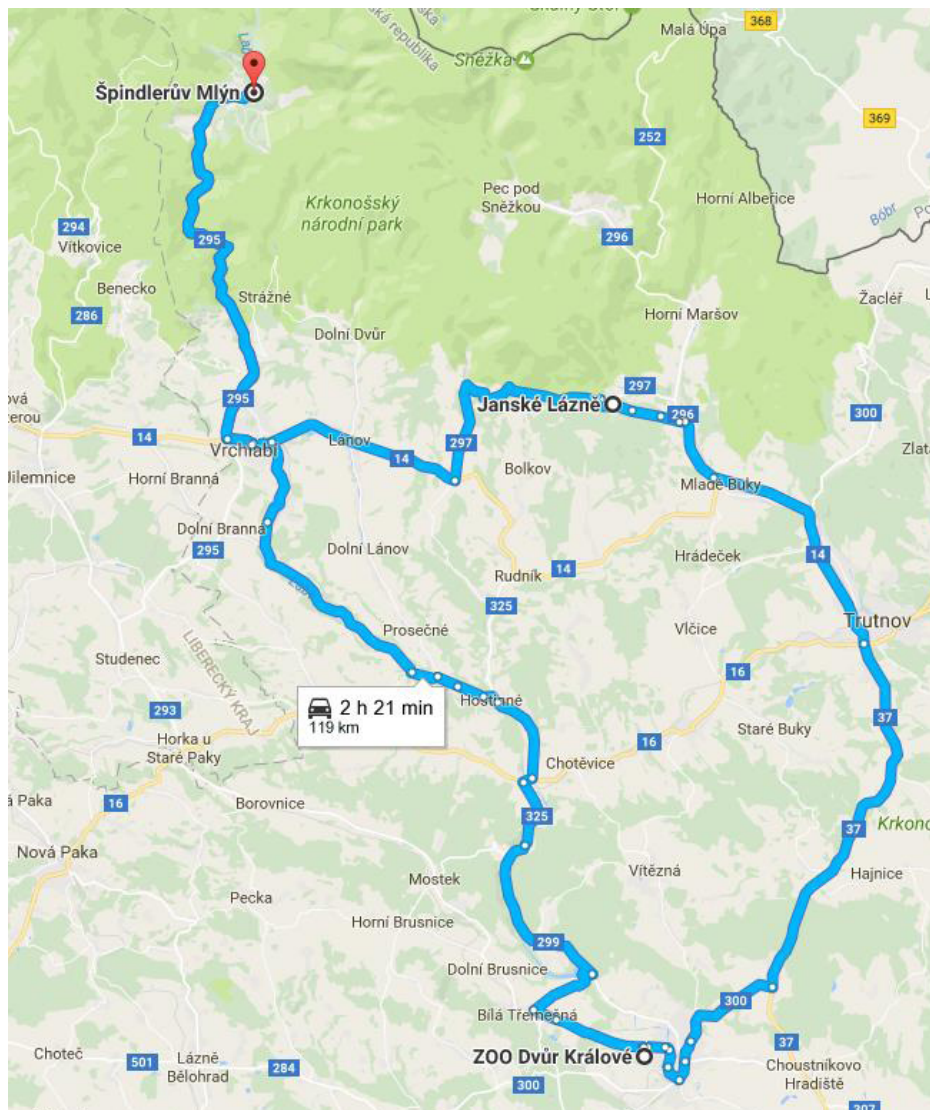 Malá Úpa
368
Sněžka
Špindlerův Mlýn
369
252
Krkonošský
národní park
Pec pod
Sněžkou
Horní Albeřice
Bóbr
294
Vítkovice
295
296
Benecko
Strážné
Žacléř
286
Dolní Dvůr
Horní Maršov
297
295
Janské Lázně
296
300
14
Vrchlabí
Lánov
297
14
Bolkov
Jilemnice
Horní Branná
Mladé Buky
Dolní Branná
295
Dolní Lánov
Hrádeček
14
14
Rudník
325
Trutnov
Prosečné
Vlčice
Studenec
LIBERECKÝ KRAJ
16
2 h 21 min
119 km
Hostinné
293
37
Staré Buky
Horka u
Staré Paky
16
Chotěvice
Borovnice
16
325
37
Nová Paka
Mostek
Vítězná
Hajnice
Pecka
Horní Brusnice
299
Dolní Brusnice
300
Bílá Třemešná
ZOO Dvůr Králové
37
Choteč
501
Lázně
Bělohrad
284
300
Choustníkovo
Hradiště